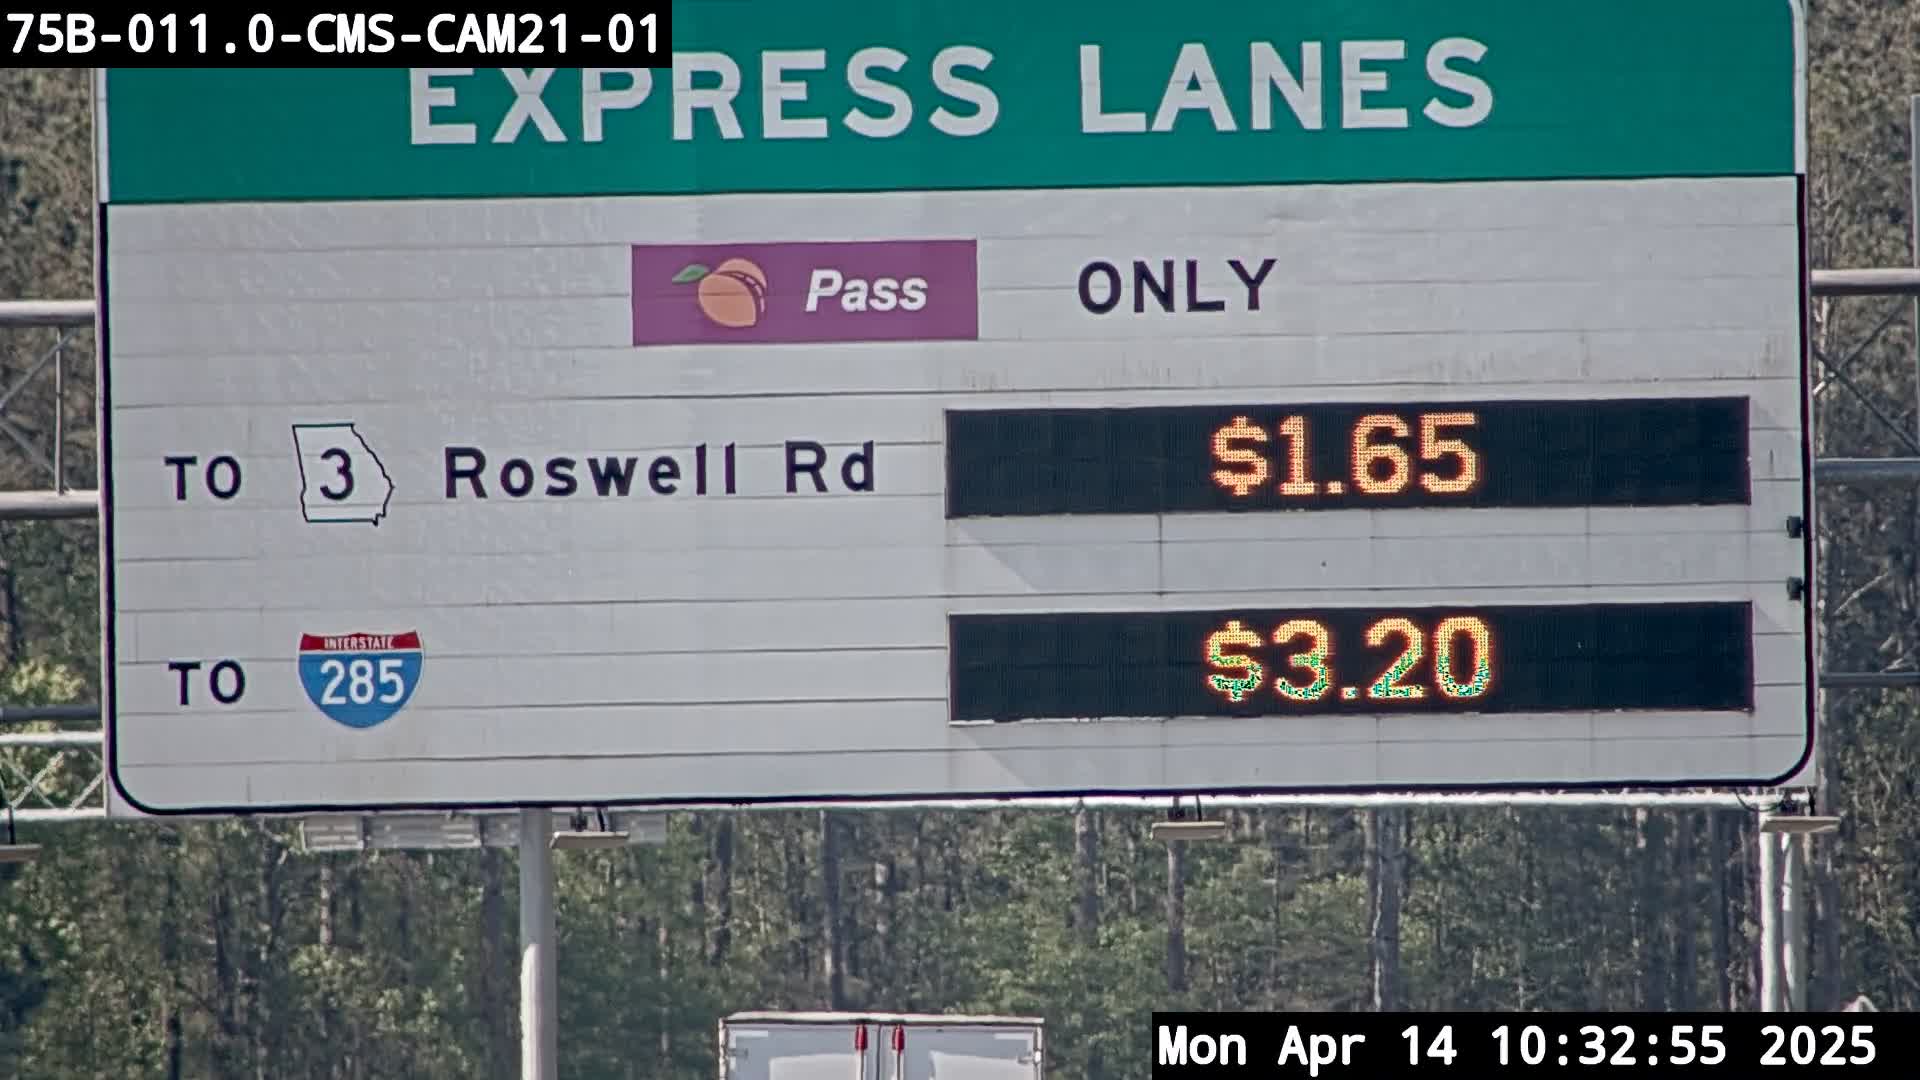 75B-011.0-CMS-CAM21-01
EXPRESS LANES
Pass ONLY
TO 3 Roswell Rd $1.65
INTERSTATE
TO 285 $3.20
Mon Apr 14 10:32:55 2025